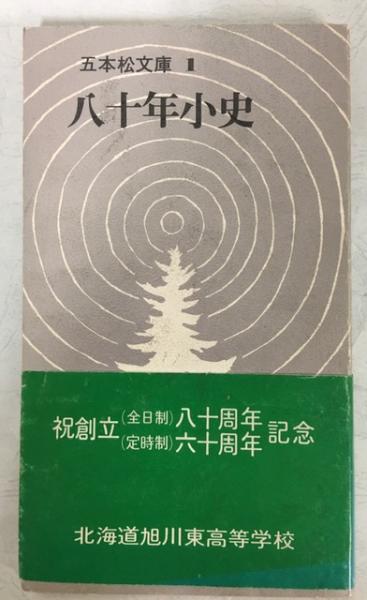 五本松文庫 1
八十年小史
祝創立(全日制)八十周年記念
(定時制)六十周年
北海道旭川東高等学校